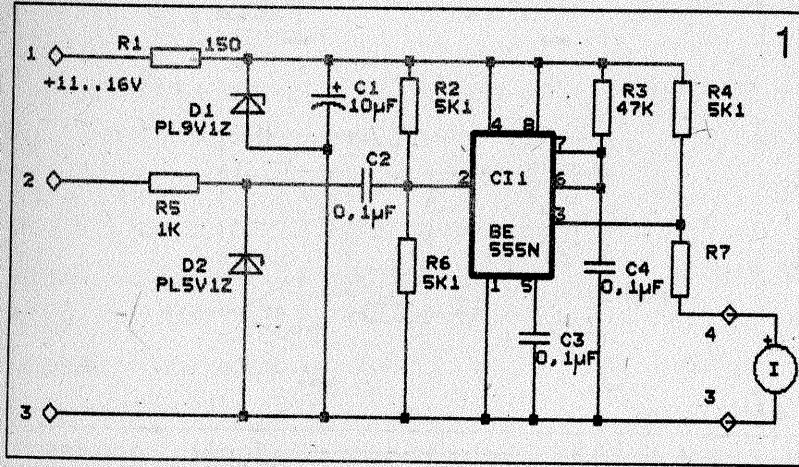 1
1 R1 150
+11..16V
D1
PL9V1Z
+ C1
10µF
R2
5K1
R3
47K
R4
5K1
4 8
7
2 CI1 6
3
BE
555N
1 5
2
R5
1K
C2
0,1µF
D2
PL5V1Z
R6
5K1
C4
0,1µF
R7
C3
0,1µF
4
+
I
3
3